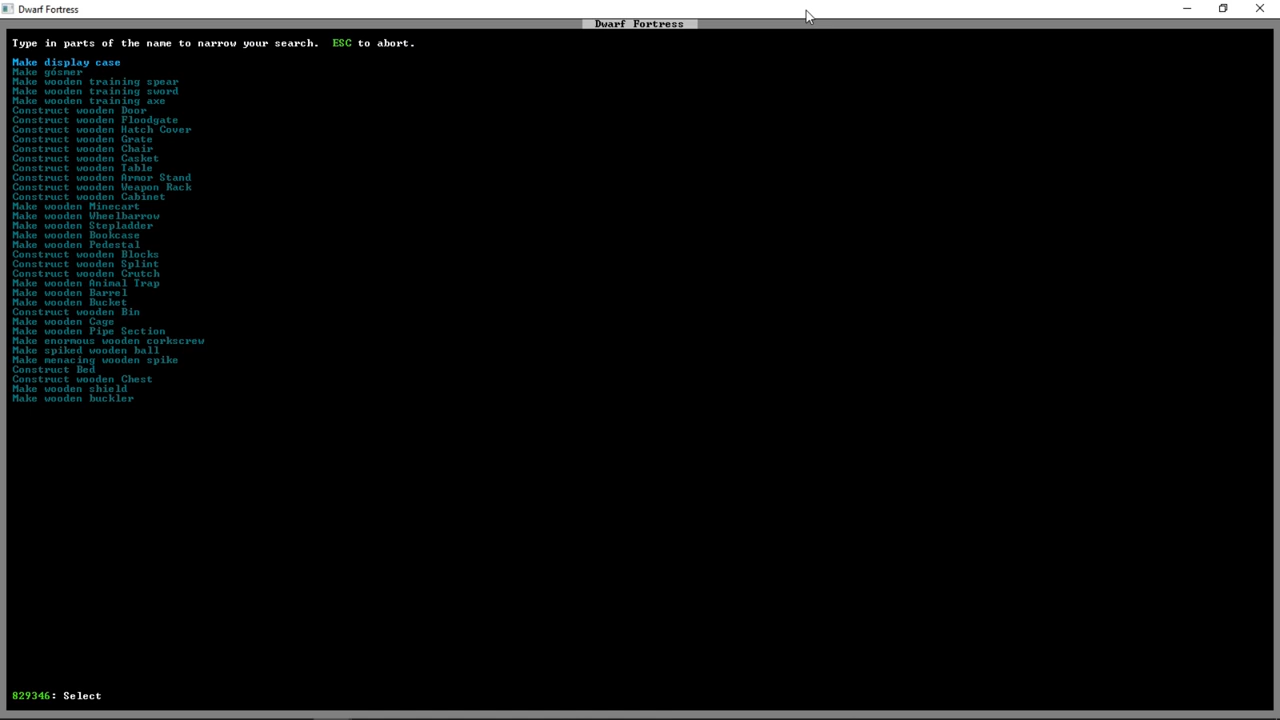 Dwarf Fortress
Dwarf Fortress
Type in parts of the name to narrow your search.  ESC to abort.
Make display case
Make gósmer
Make wooden training spear
Make wooden training sword
Make wooden training axe
Construct wooden Door
Construct wooden Floodgate
Construct wooden Hatch Cover
Construct wooden Grate
Construct wooden Chair
Construct wooden Casket
Construct wooden Table
Construct wooden Armor Stand
Construct wooden Weapon Rack
Construct wooden Cabinet
Make wooden Minecart
Make wooden Wheelbarrow
Make wooden Stepladder
Make wooden Bookcase
Make wooden Pedestal
Construct wooden Blocks
Construct wooden Splint
Construct wooden Crutch
Make wooden Animal Trap
Make wooden Barrel
Make wooden Bucket
Construct wooden Bin
Make wooden Cage
Make wooden Pipe Section
Make enormous wooden corkscrew
Make spiked wooden ball
Make menacing wooden spike
Construct Bed
Construct wooden Chest
Make wooden shield
Make wooden buckler
829346: Select